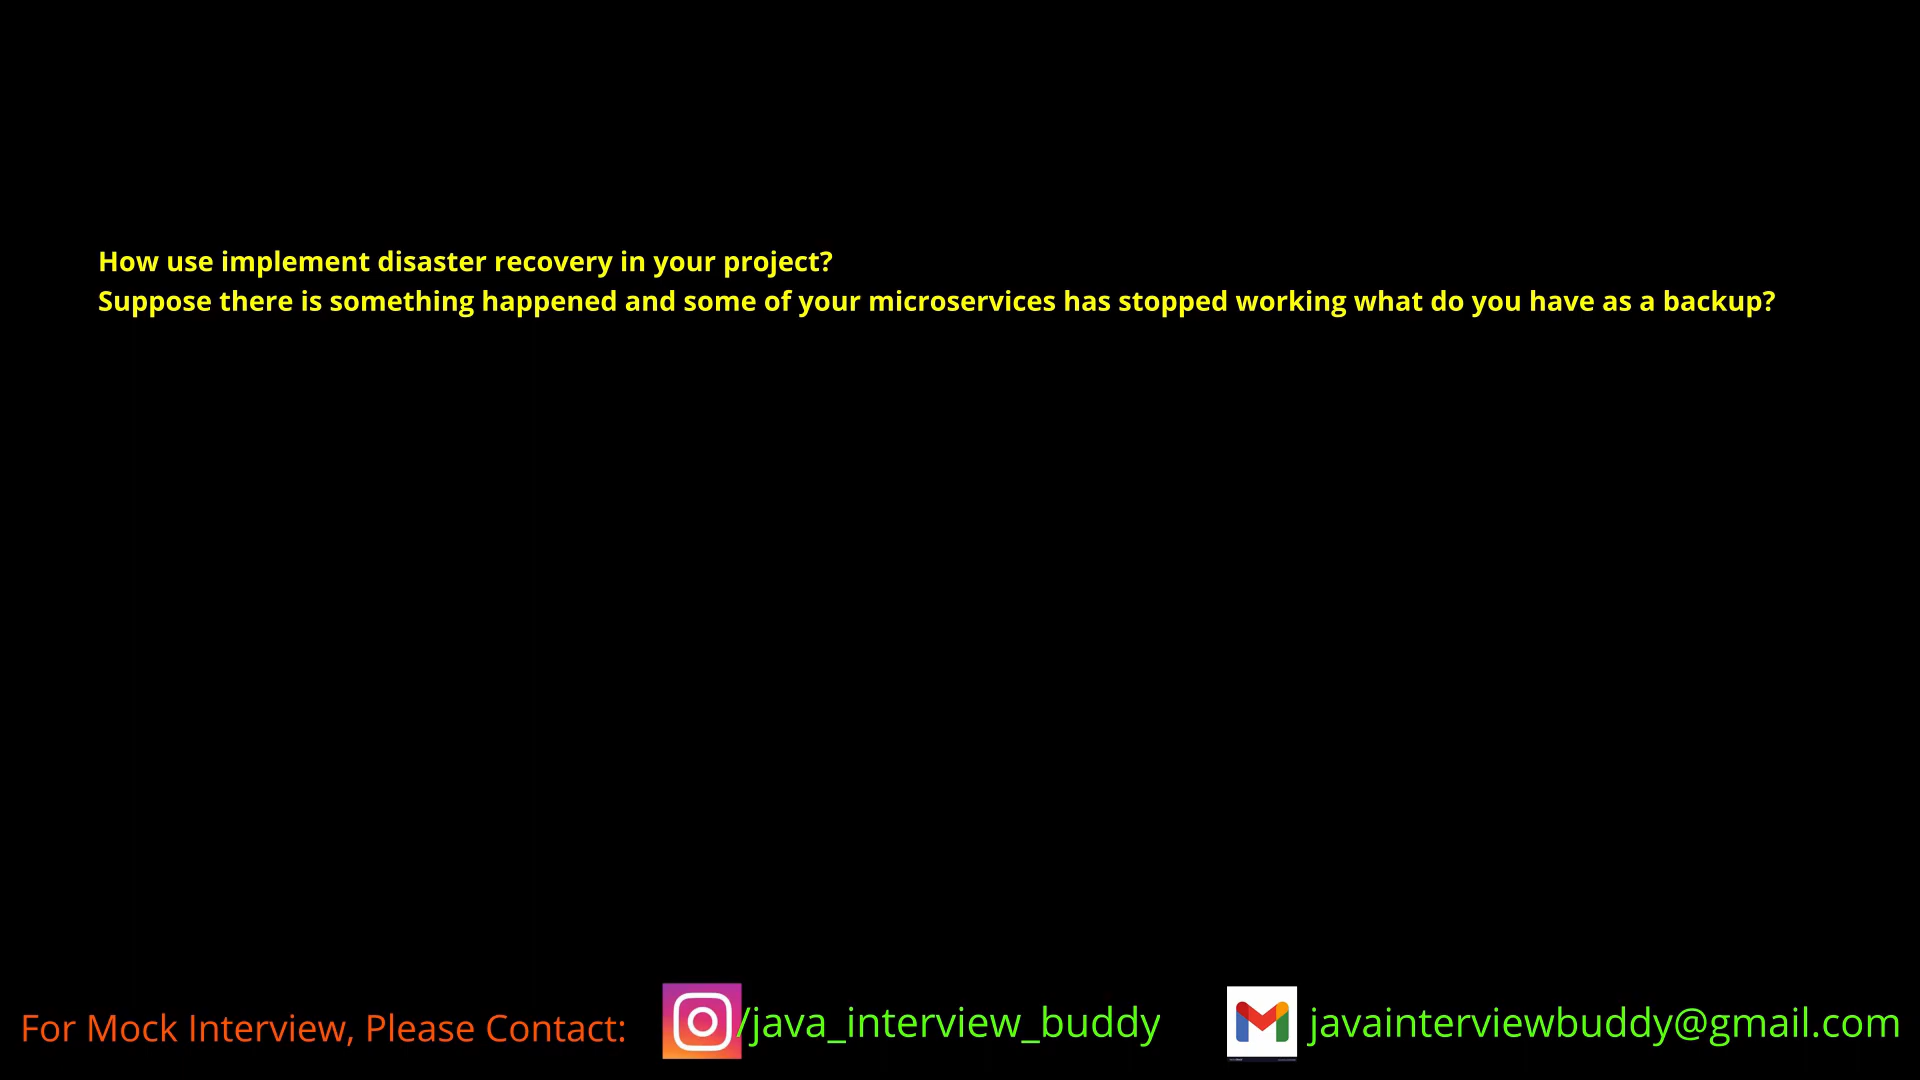 How use implement disaster recovery in your project?
Suppose there is something happened and some of your microservices has stopped working what do you have as a backup?
For Mock Interview, Please Contact: /java_interview_buddy javainterviewbuddy@gmail.com